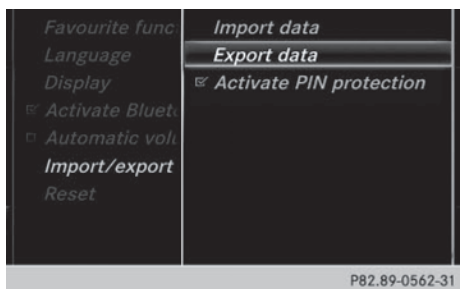 Favourite func
Language
Display
Activate Blueto
Automatic volu
Import/export
Reset
Import data
Export data
Activate PIN protection
P82.89-0562-31